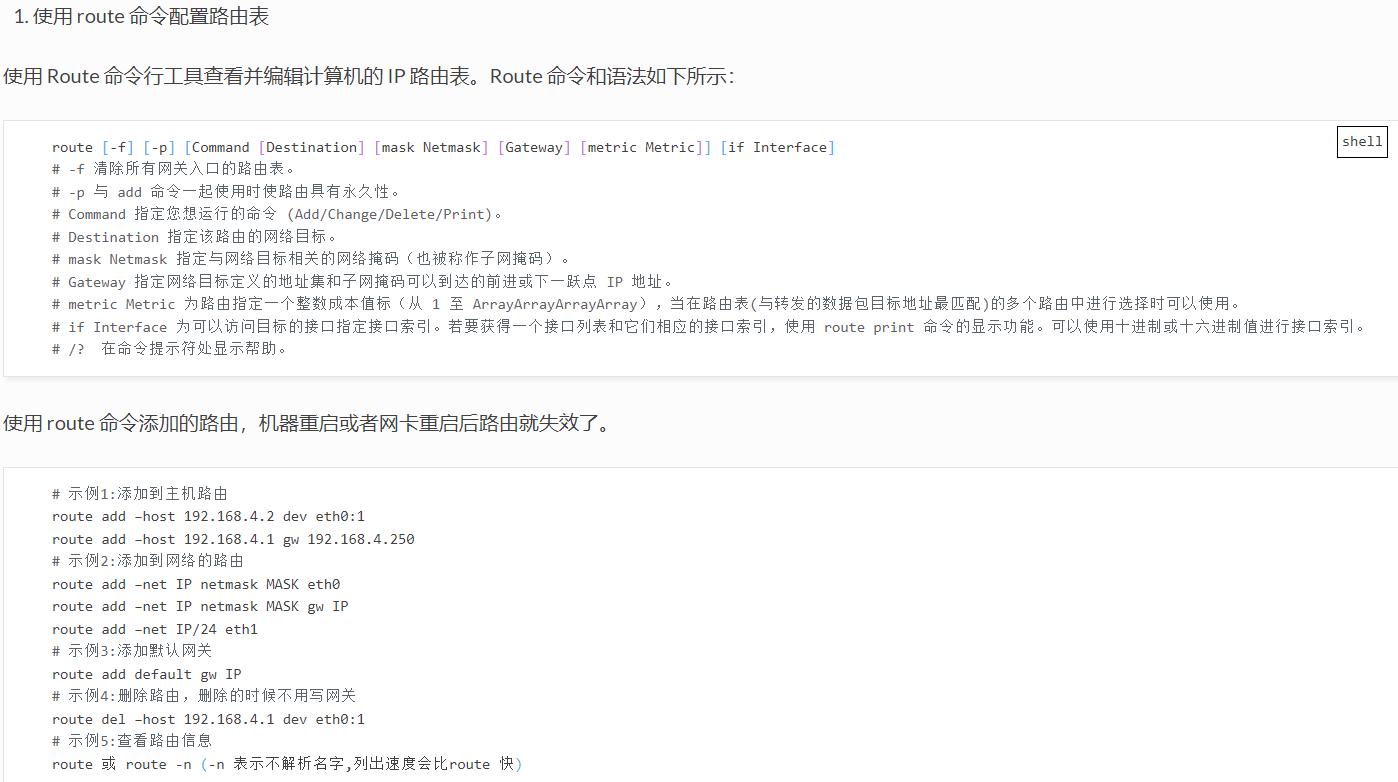 1. 使用 route 命令配置路由表
使用 Route 命令行工具查看并编辑计算机的 IP 路由表。Route 命令和语法如下所示：
shell
route [-f] [-p] [Command [Destination] [mask Netmask] [Gateway] [metric Metric]] [if Interface]
# -f 清除所有网关入口的路由表。
# -p 与 add 命令一起使用时使路由具有永久性。
# Command 指定您想运行的命令 (Add/Change/Delete/Print)。
# Destination 指定该路由的网络目标。
# mask Netmask 指定与网络目标相关的网络掩码（也被称作子网掩码）。
# Gateway 指定网络目标定义的地址集和子网掩码可以到达的前进或下一跃点 IP 地址。
# metric Metric 为路由指定一个整数成本值标（从 1 至 ArrayArrayArrayArray），当在路由表(与转发的数据包目标地址最匹配)的多个路由中进行选择时可以使用。
# if Interface 为可以访问目标的接口指定接口索引。若要获得一个接口列表和它们相应的接口索引，使用 route print 命令的显示功能。可以使用十进制或十六进制值进行接口索引。
# /?  在命令提示符处显示帮助。
使用 route 命令添加的路由，机器重启或者网卡重启后路由就失效了。
# 示例1:添加到主机路由
route add –host 192.168.4.2 dev eth0:1
route add –host 192.168.4.1 gw 192.168.4.250
# 示例2:添加到网络的路由
route add –net IP netmask MASK eth0
route add –net IP netmask MASK gw IP
route add –net IP/24 eth1
# 示例3:添加默认网关
route add default gw IP
# 示例4:删除路由，删除的时候不用写网关
route del –host 192.168.4.1 dev eth0:1
# 示例5:查看路由信息
route 或 route -n (-n 表示不解析名字,列出速度会比route 快)